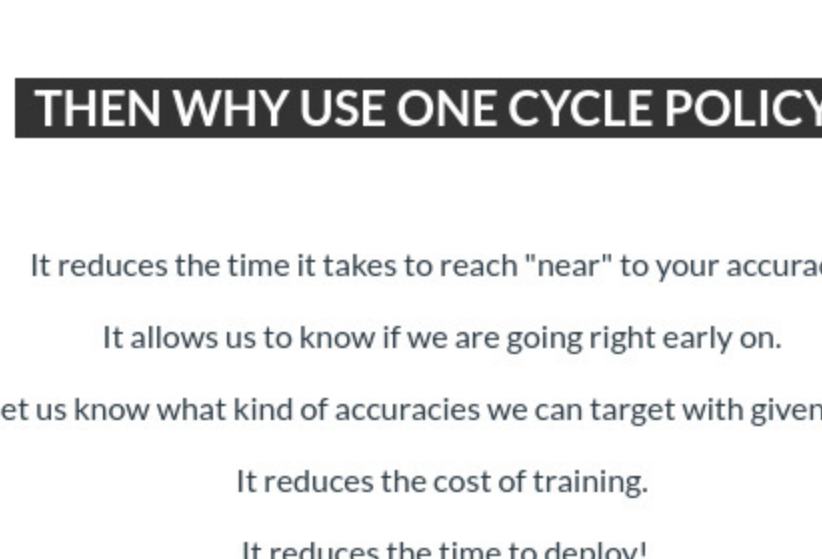 THEN WHY USE ONE CYCLE POLICY
It reduces the time it takes to reach "near" to your
It allows us to know if we are going right early on.
us know what kind of accuracies we can target with given
It reduces the cost of training.
It reduces the time to deploy!